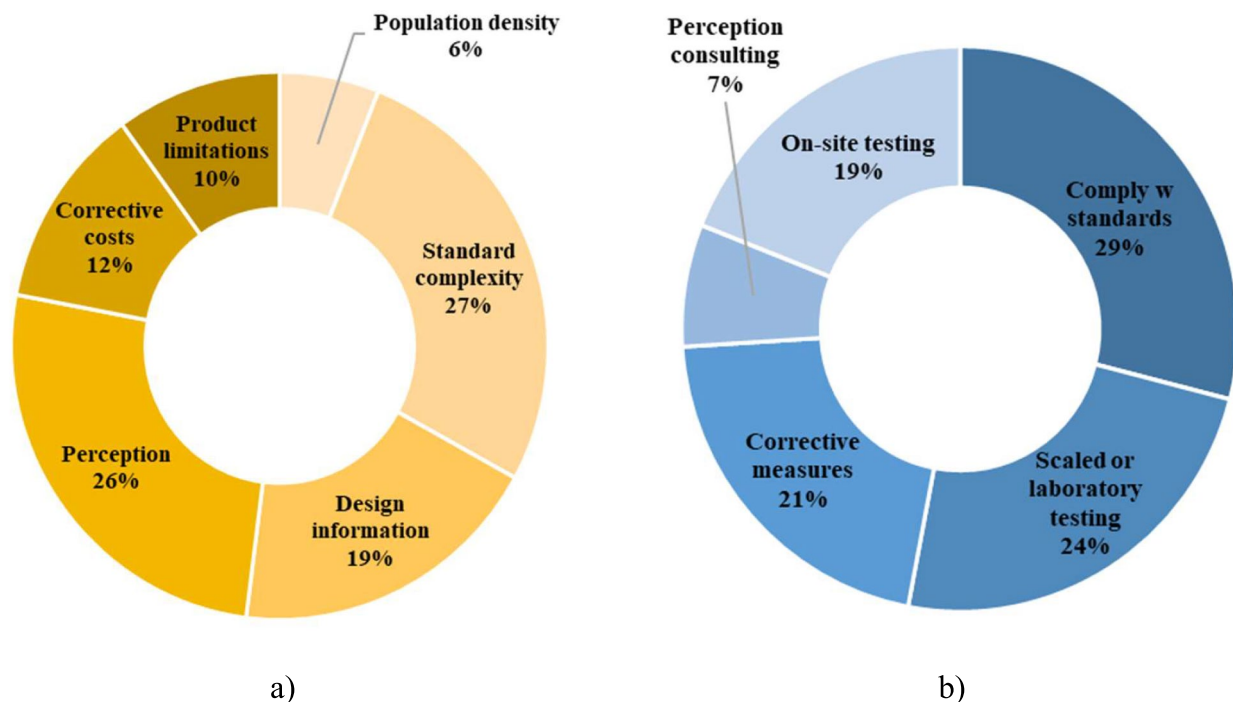 Population density
6%
Standard
complexity
27%
Design
information
19%
Perception
26%
Corrective
costs
12%
Product
limitations
10%
a)
Comply w
standards
29%
Scaled or
laboratory
testing
24%
Corrective
measures
21%
Perception
consulting
7%
On-site testing
19%
b)